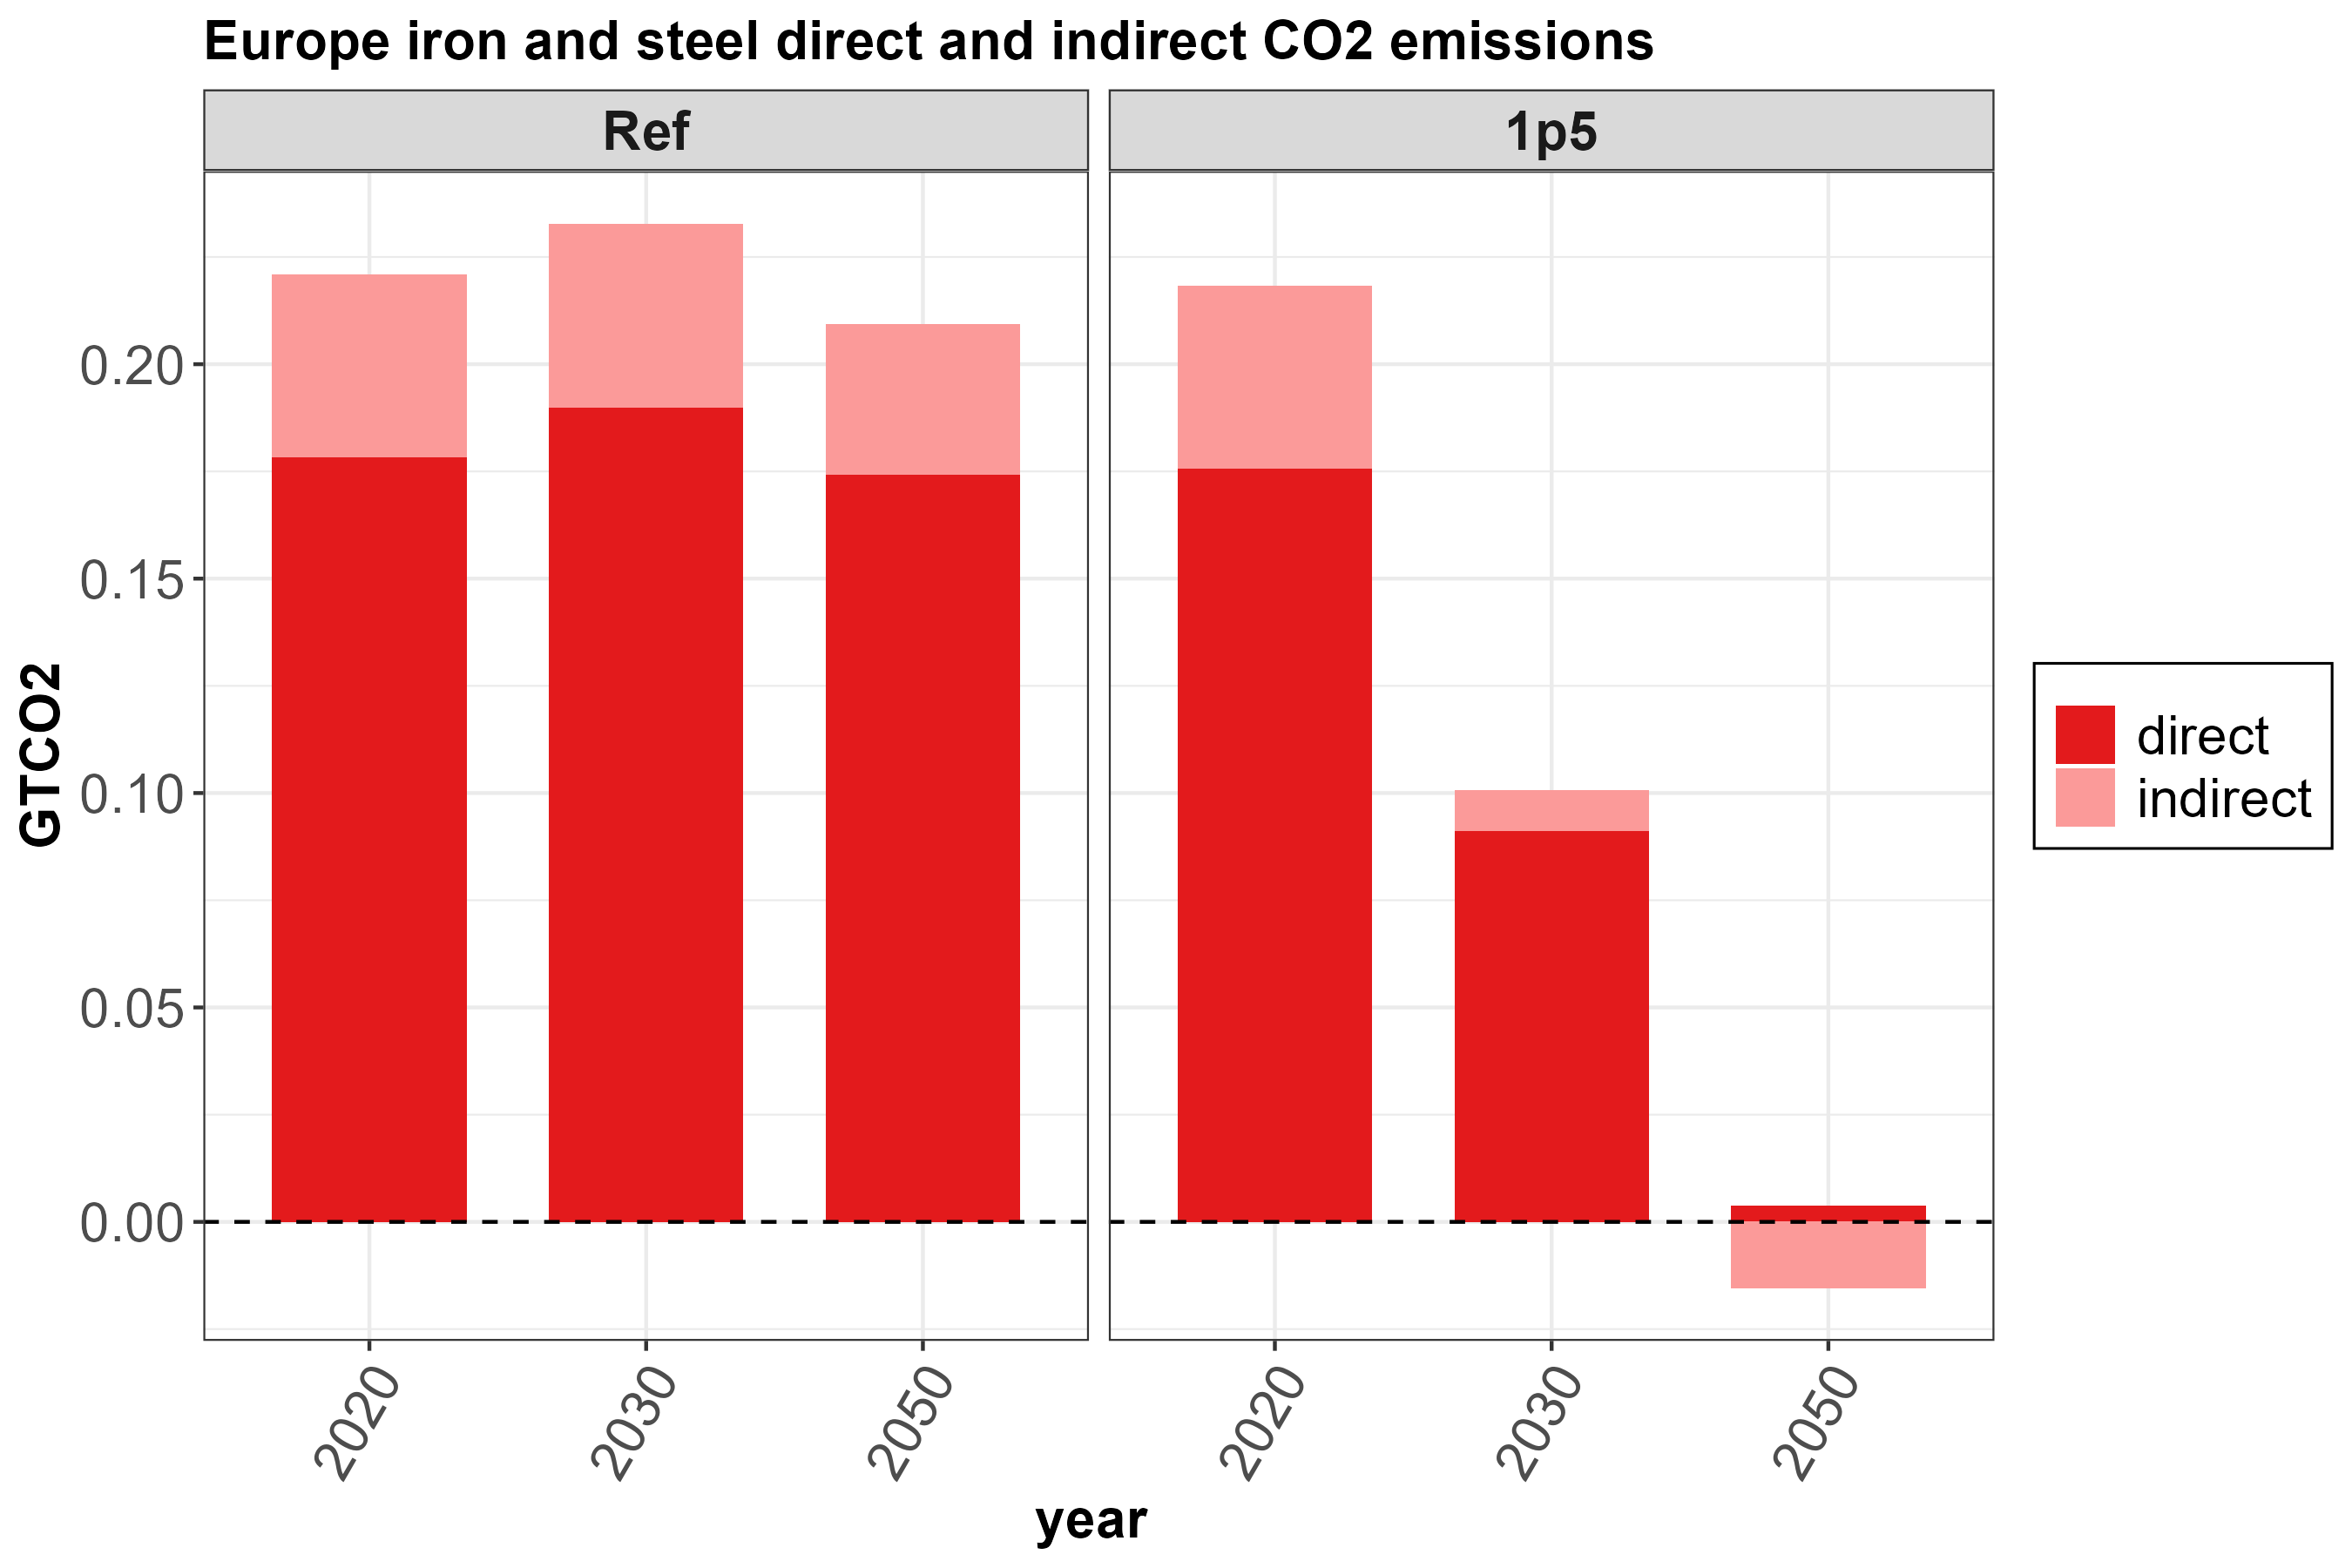 Europe iron and steel direct and indirect CO2 emissions
Ref
1p5
GTCO2
0.20
0.15
0.10
0.05
0.00
2020
2030
2050
2020
2030
2050
year
direct
indirect